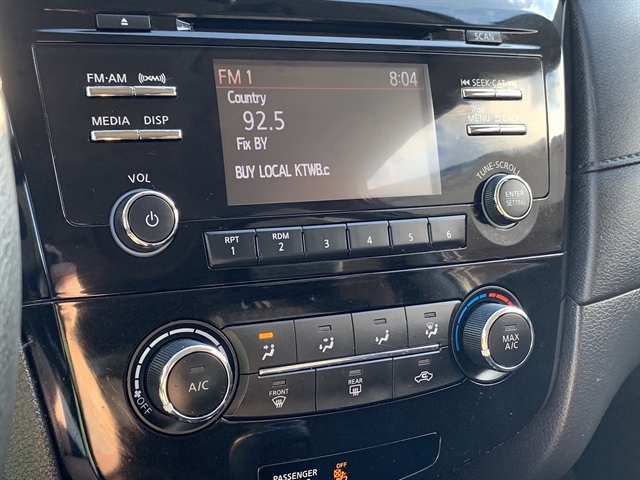 SCAN
FM·AM (XM)
SEEK·CAT
FM 1 8:04
Country
92.5
Fix BY
BUY LOCAL KTWB.c
MEDIA DISP
MENU BACK
VOL
TUNE·SCROLL
ENTER
SETTING
RPT
1
RDM
2
3
4
5
6
A/C
OFF
MAX
A/C
FRONT
REAR
PASSENGER
OFF